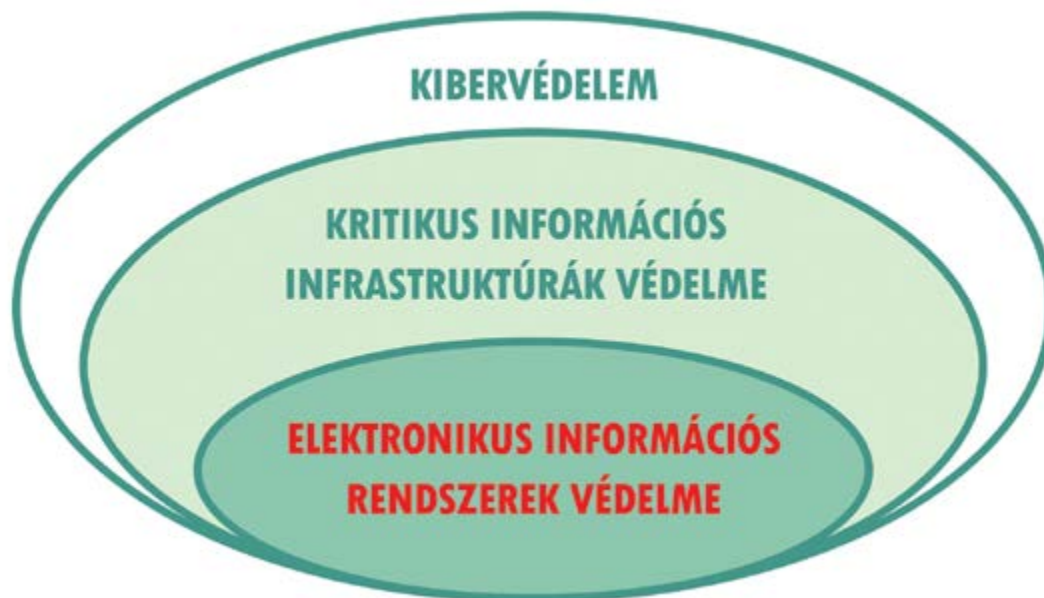 KIBERVÉDELEM
KRITIKUS INFORMÁCIÓS
INFRASTRUKTÚRÁK VÉDELME
ELEKTRONIKUS INFORMÁCIÓS
RENDSZEREK VÉDELME